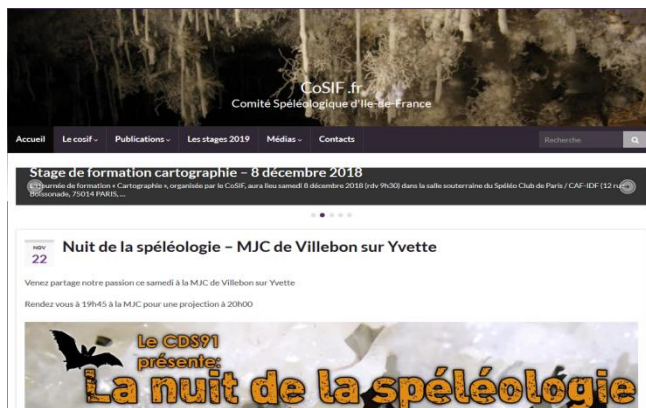 CoSIF.fr
Comité Spéléologique d'Ile-de-France
Accueil Le cosif Publications Les stages 2019 Médias Contacts Recherche
Stage de formation cartographie – 8 décembre 2018
journée de formation « Cartographie », organisée par le CoSIF, aura lieu samedi 8 décembre 2018 (rdv 9h30) dans la salle souterraine du Spéléo Club de Paris / CAF-IDF (12 rue
Boissonade, 75014 PARIS, ...
NOV
22
Nuit de la spéléologie – MJC de Villebon sur Yvette
Venez partage notre passion ce samedi à la MJC de Villebon sur Yvette
Rendez vous à 19h45 à la MJC pour une projection à 20h00
Le CDS91
présente:
La nuit de la spéléologie